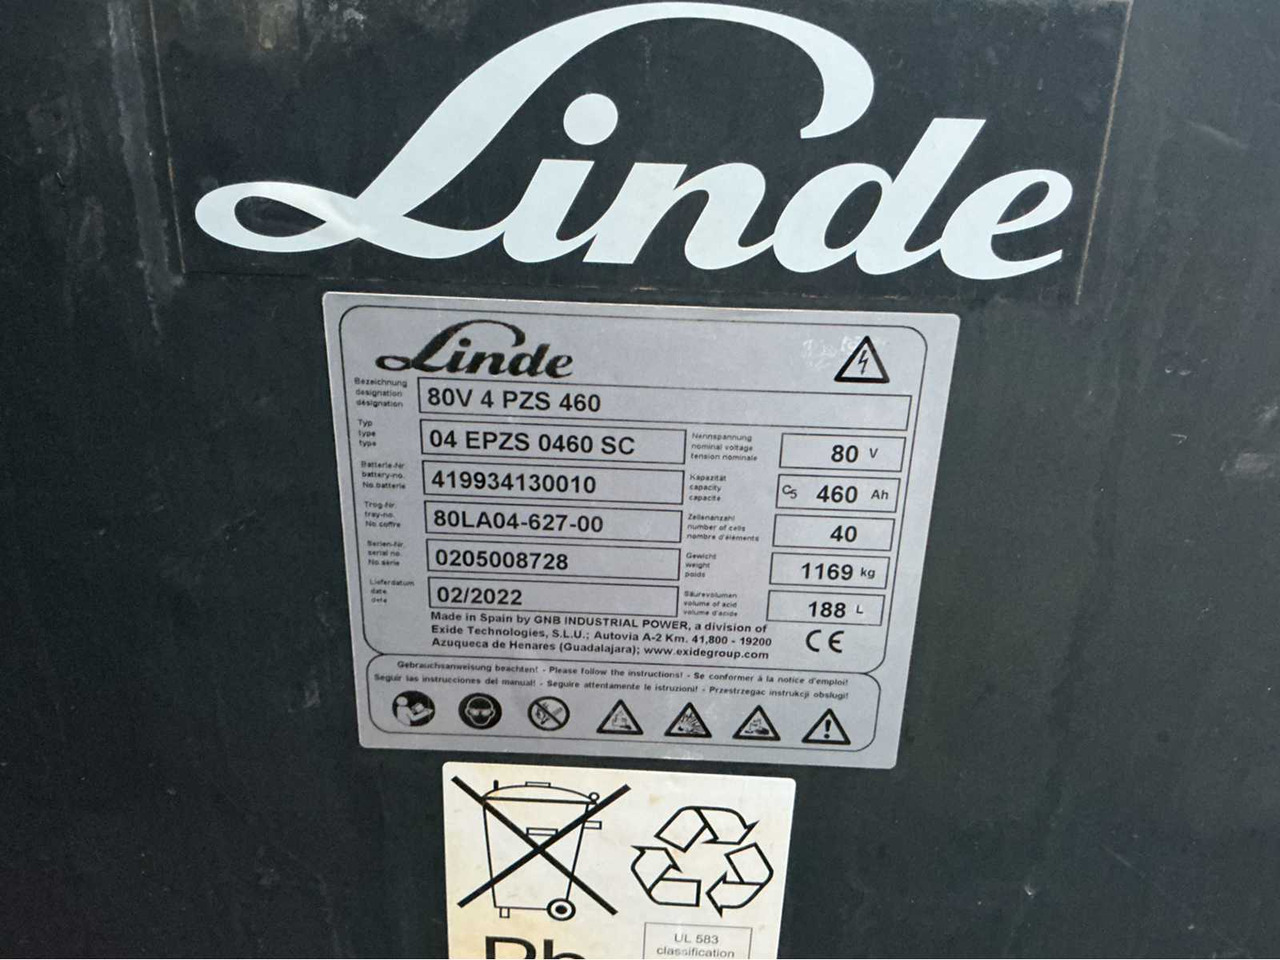 Linde
Linde
Bezeichnung
designation
désignation
80V 4 PZS 460
Typ
type
type
04 EPZS 0460 SC
Nennspannung
nominal voltage
tension nominale
80 V
Batterie-Nr
battery-no.
No.batterie
419934130010
Kapazität
capacity
capacite
C5 460 Ah
Trog-Nr.
tray-no.
No coffre
80LA04-627-00
Zellenanzahl
number of cells
nombre d'élements
40
Serien-Nr.
serial no.
No.serie
0205008728
Gewicht
weight
poids
1169 kg
Lieferdatum
date
date
02/2022
Säurevoluman
volume of acid
volume d'acide
188 L
Made in Spain by GNB INDUSTRIAL POWER, a division of
Exide Technologies, S.L.U.; Autovia A-2 Km. 41,800 - 19200
Azuqueca de Henares (Guadalajara); www.exidegroup.com
CE
Gebrauchsanweisung beachten! - Please follow the instructions! - Se conformer à la notice d'emploi!
Seguir las instrucciones del manual! - Seguire attentamente le istruzioni! - Przestrzegac instrukcji obslugi!
Pb
UL 583
classification